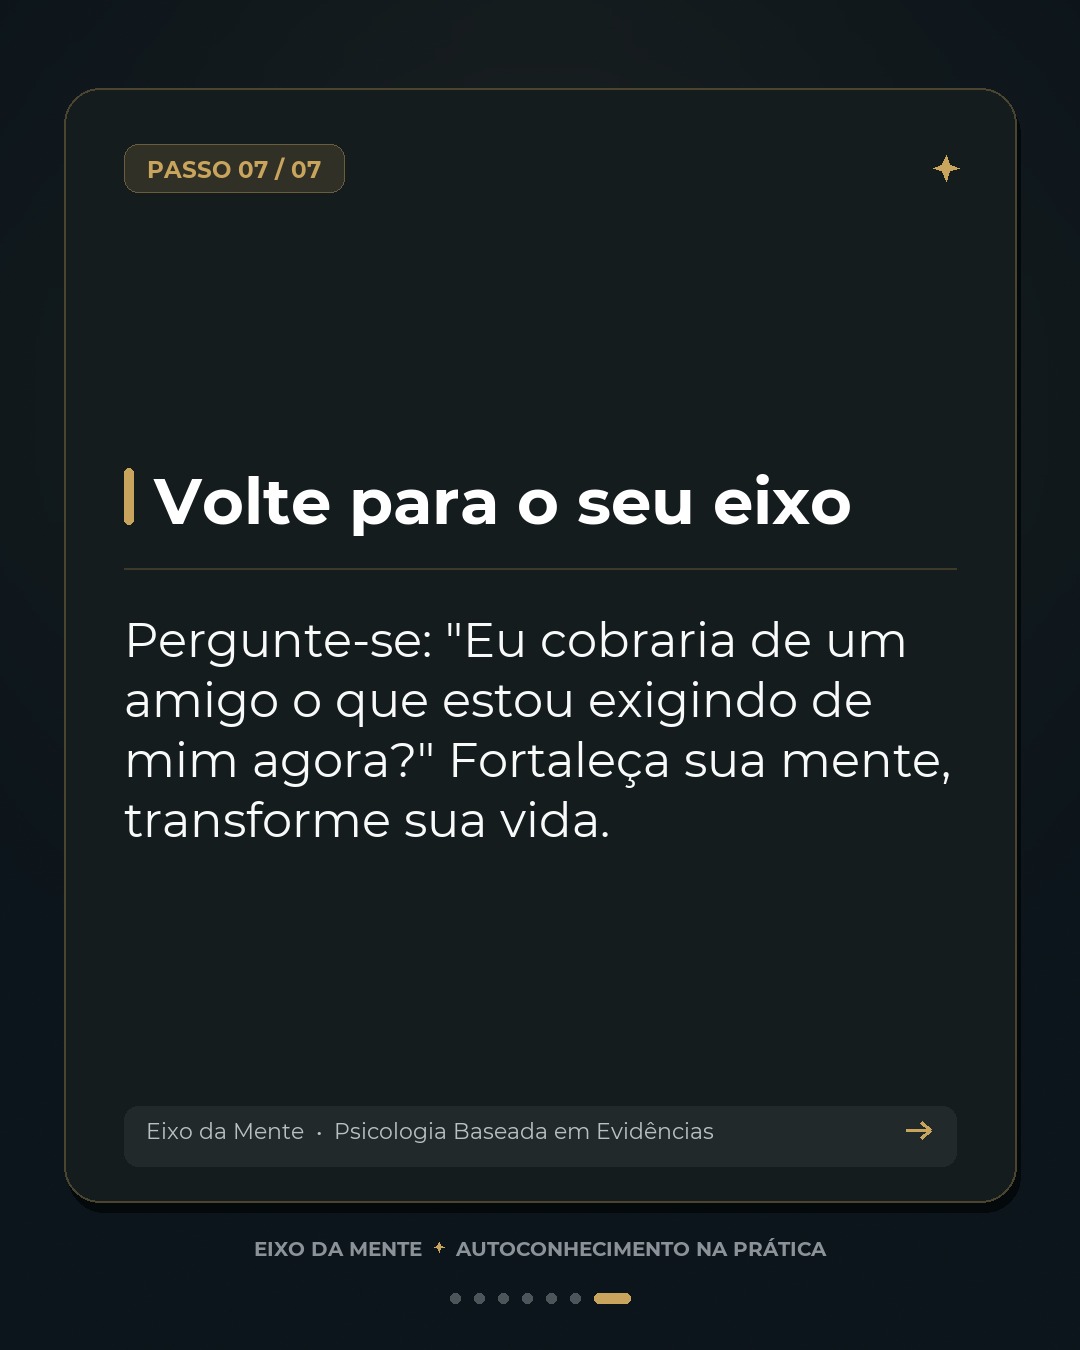 PASSO 07 / 07
Volte para o seu eixo
Pergunte-se: "Eu cobraria de um
amigo o que estou exigindo de
mim agora?" Fortaleça sua mente,
transforme sua vida.
Eixo da Mente • Psicologia Baseada em Evidências
EIXO DA MENTE ✦ AUTOCONHECIMENTO NA PRÁTICA